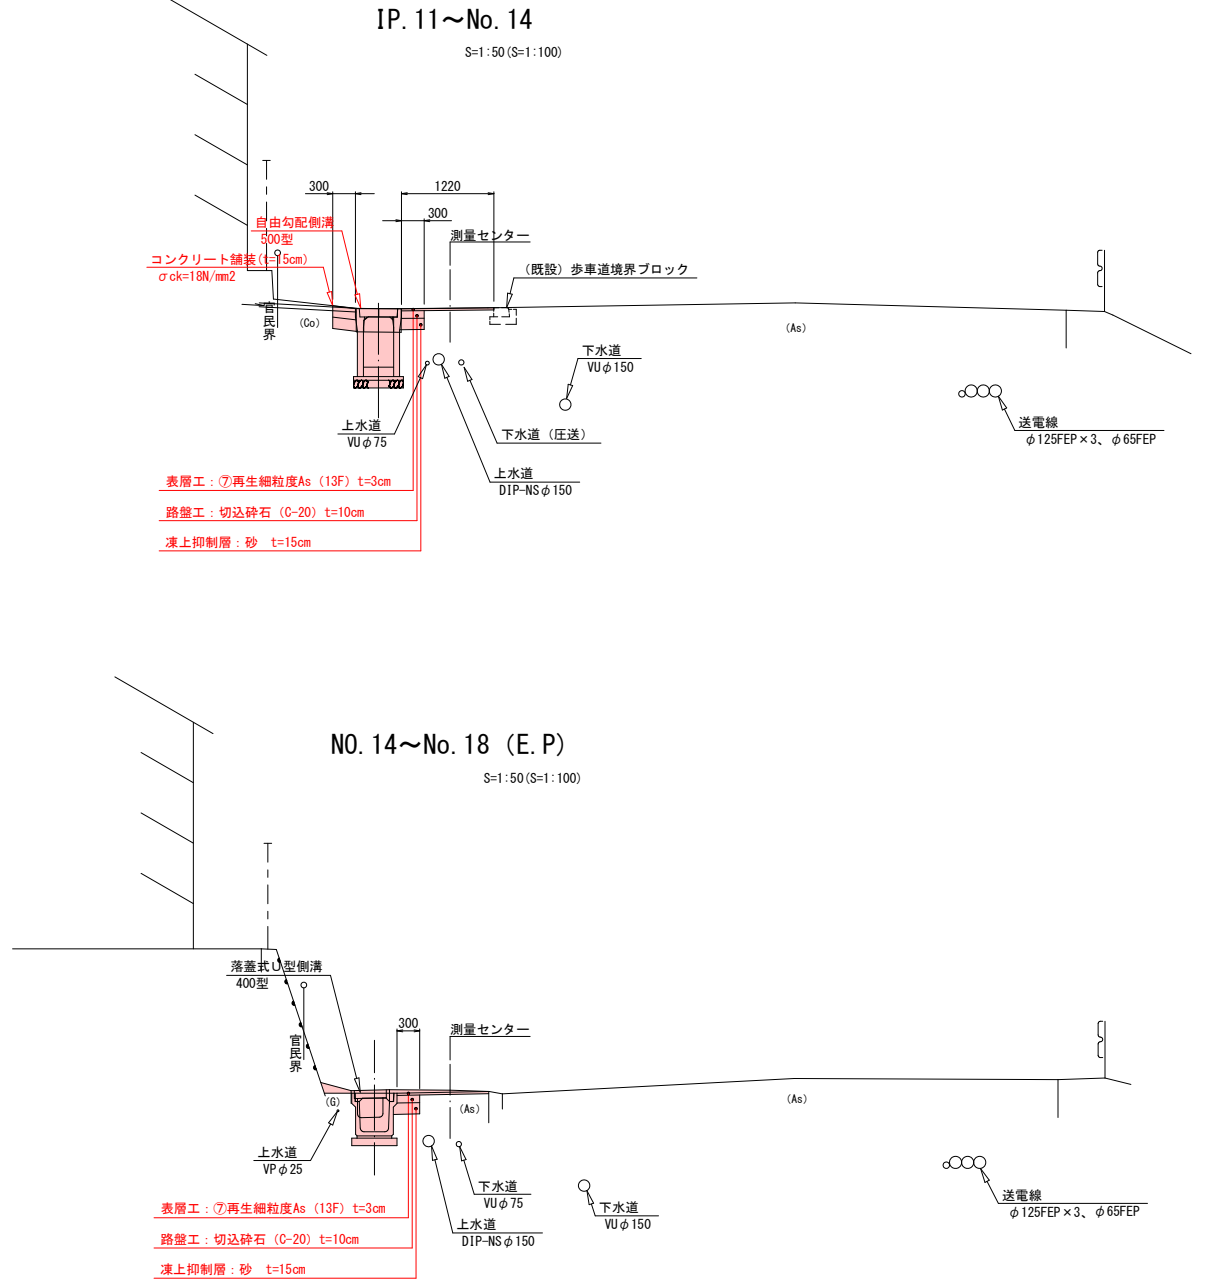 IP.11～No.14
S=1:50(S=1:100)
300
1220
300
自由勾配側溝
500型
測量センター
コンクリート舗装(t=15cm)
σck=18N/mm2
(既設) 歩車道境界ブロック
官民界
(Co)
(As)
下水道
VUφ150
上水道
VUφ75
下水道 (圧送)
送電線
φ125FEP×3、φ65FEP
上水道
DIP-NSφ150
表層工：⑦再生細粒度As (13F) t=3cm
路盤工：切込砕石 (C-20) t=10cm
凍上抑制層：砂 t=15cm
NO.14～No.18 (E.P)
S=1:50(S=1:100)
落蓋式U型側溝
400型
300
測量センター
官民界
(G)
(As)
(As)
上水道
VPφ25
下水道
VUφ75
下水道
VUφ150
送電線
φ125FEP×3、φ65FEP
上水道
DIP-NSφ150
表層工：⑦再生細粒度As (13F) t=3cm
路盤工：切込砕石 (C-20) t=10cm
凍上抑制層：砂 t=15cm